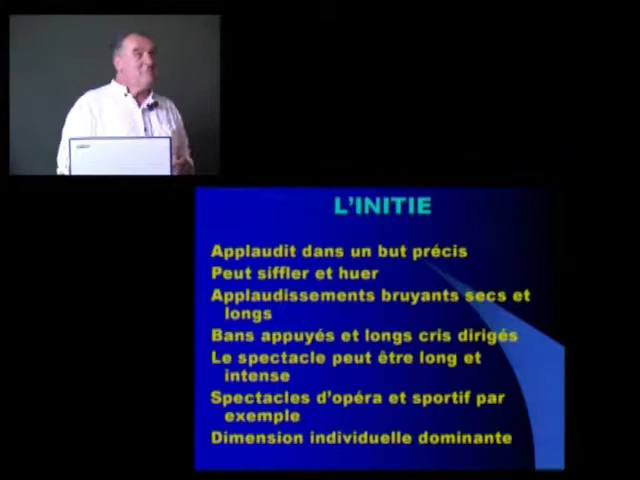 L'INITIE
Applaudit dans un but précis
Peut siffler et huer
Applaudissements bruyants secs et
longs
Bans appuyés et longs cris dirigés
Le spectacle peut être long et
intense
Spectacles d'opéra et sportif par
exemple
Dimension individuelle dominante